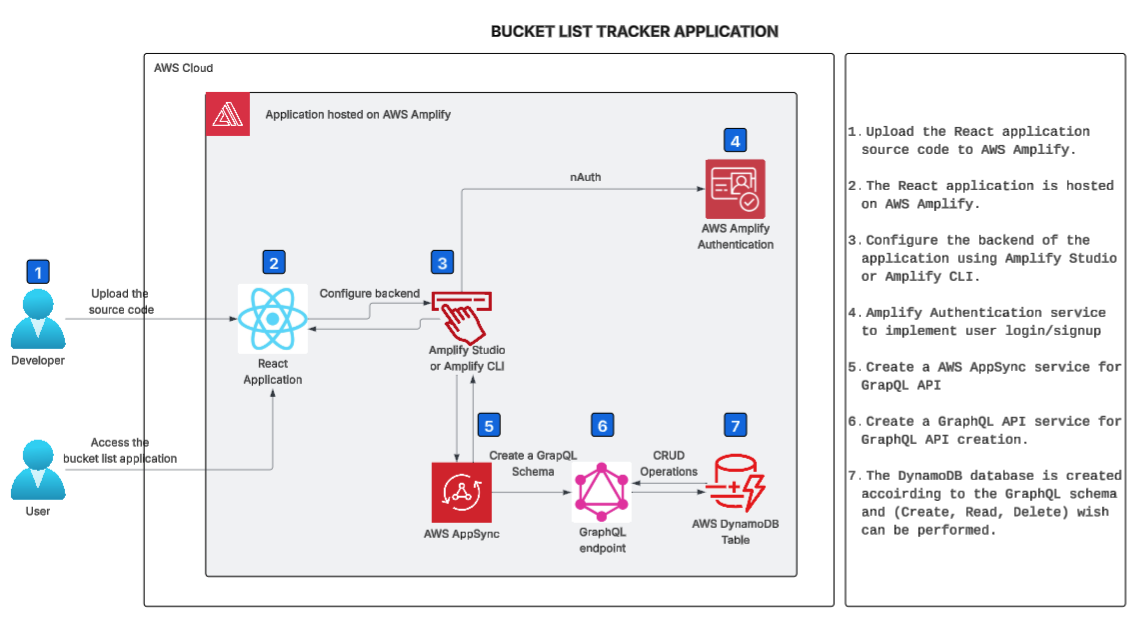 BUCKET LIST TRACKER APPLICATION
AWS Cloud
Application hosted on AWS Amplify
4
nAuth
AWS Amplify
Authentication
1
Developer
Upload the
source code
2
React
Application
Configure backend
3
Amplify Studio
or Amplify CLI
User
Access the
bucket list application
5
AWS AppSync
Create a GrapQL
Schema
6
GraphQL
endpoint
CRUD
Operations
7
AWS DynamoDB
Table
1. Upload the React application
source code to AWS Amplify.
2. The React application is hosted
on AWS Amplify.
3. Configure the backend of the
application using Amplify Studio
or Amplify CLI.
4. Amplify Authentication service
to implement user login/signup
5. Create a AWS AppSync service for
GrapQL API
6. Create a GraphQL API service for
GraphQL API creation.
7. The DynamoDB database is created
accoirding to the GraphQL schema
and (Create, Read, Delete) wish
can be performed.